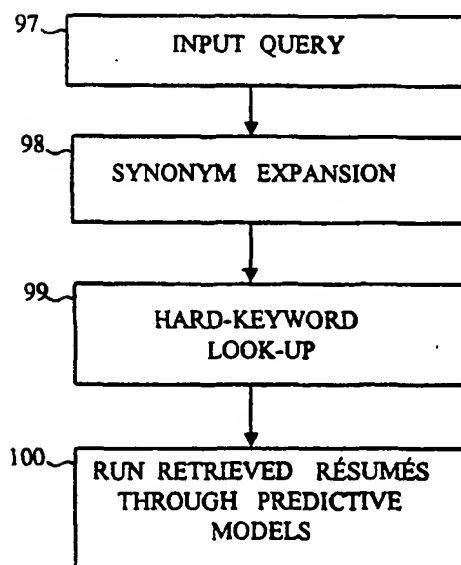 97
INPUT QUERY
98
SYNONYM EXPANSION
99
HARD-KEYWORD
LOOK-UP
100
RUN RETRIEVED RÉSUMÉS
THROUGH PREDICTIVE
MODELS